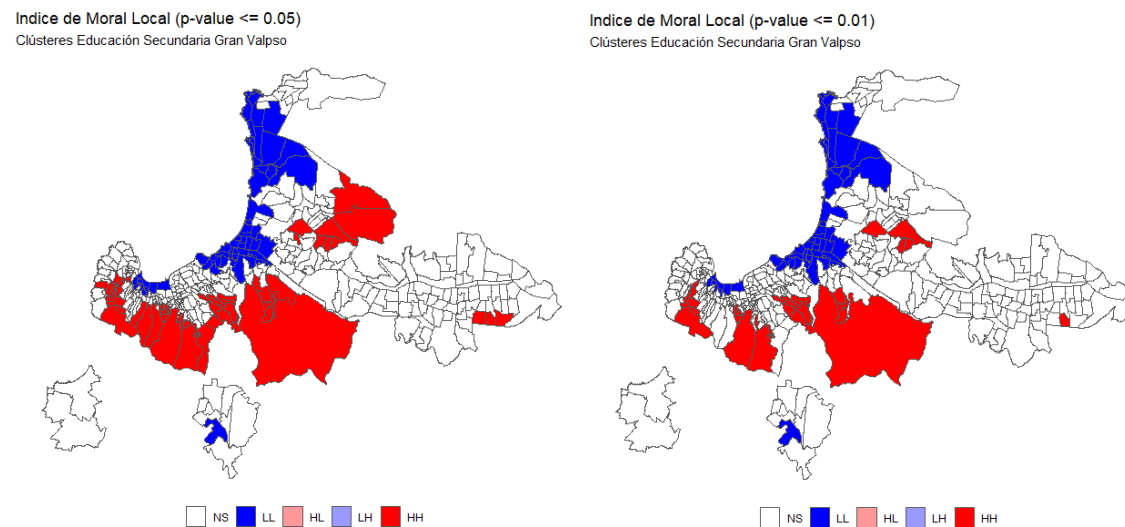 Indice de Moral Local (p-value <= 0.05)
Clústeres Educación Secundaria Gran Valpso
NS LL HL LH HH
Indice de Moral Local (p-value <= 0.01)
Clústeres Educación Secundaria Gran Valpso
NS LL HL LH HH